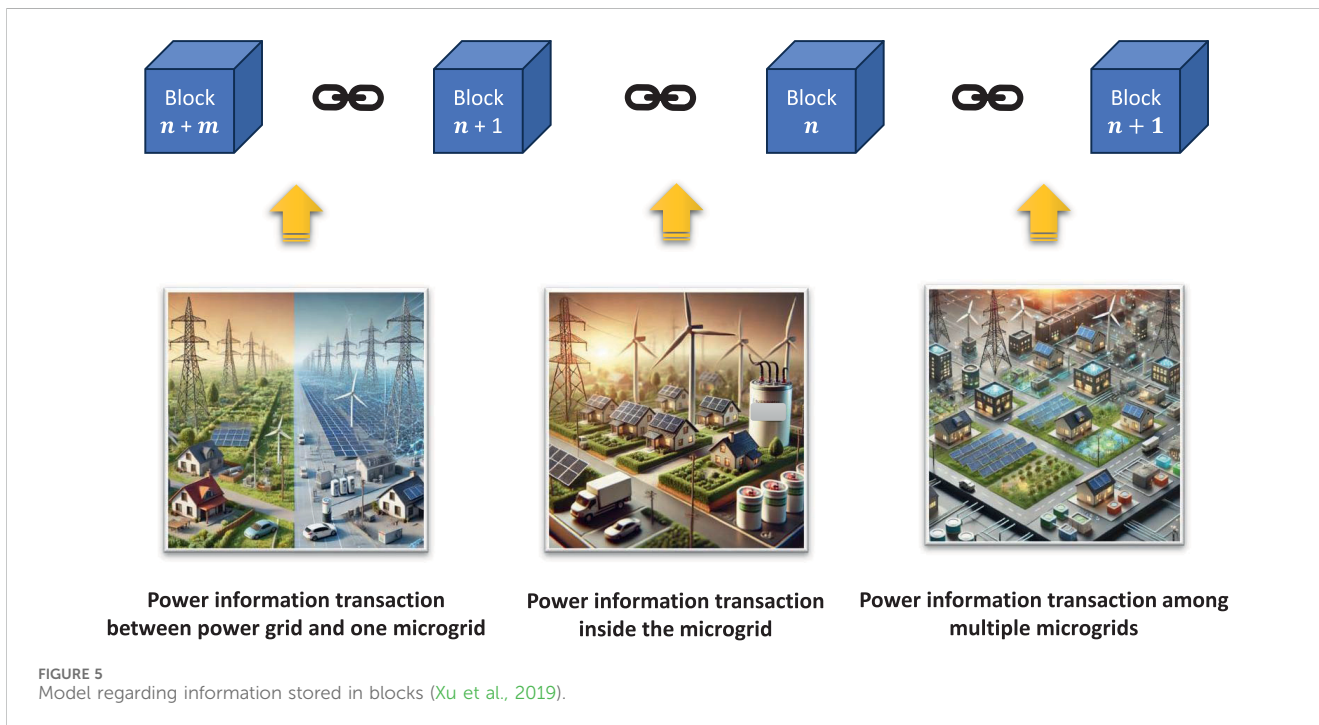 Block
n + m
Block
n + 1
Block
n
Block
n + 1
Power information transaction
between power grid and one microgrid
Power information transaction
inside the microgrid
Power information transaction among
multiple microgrids
FIGURE 5
Model regarding information stored in blocks (Xu et al., 2019).